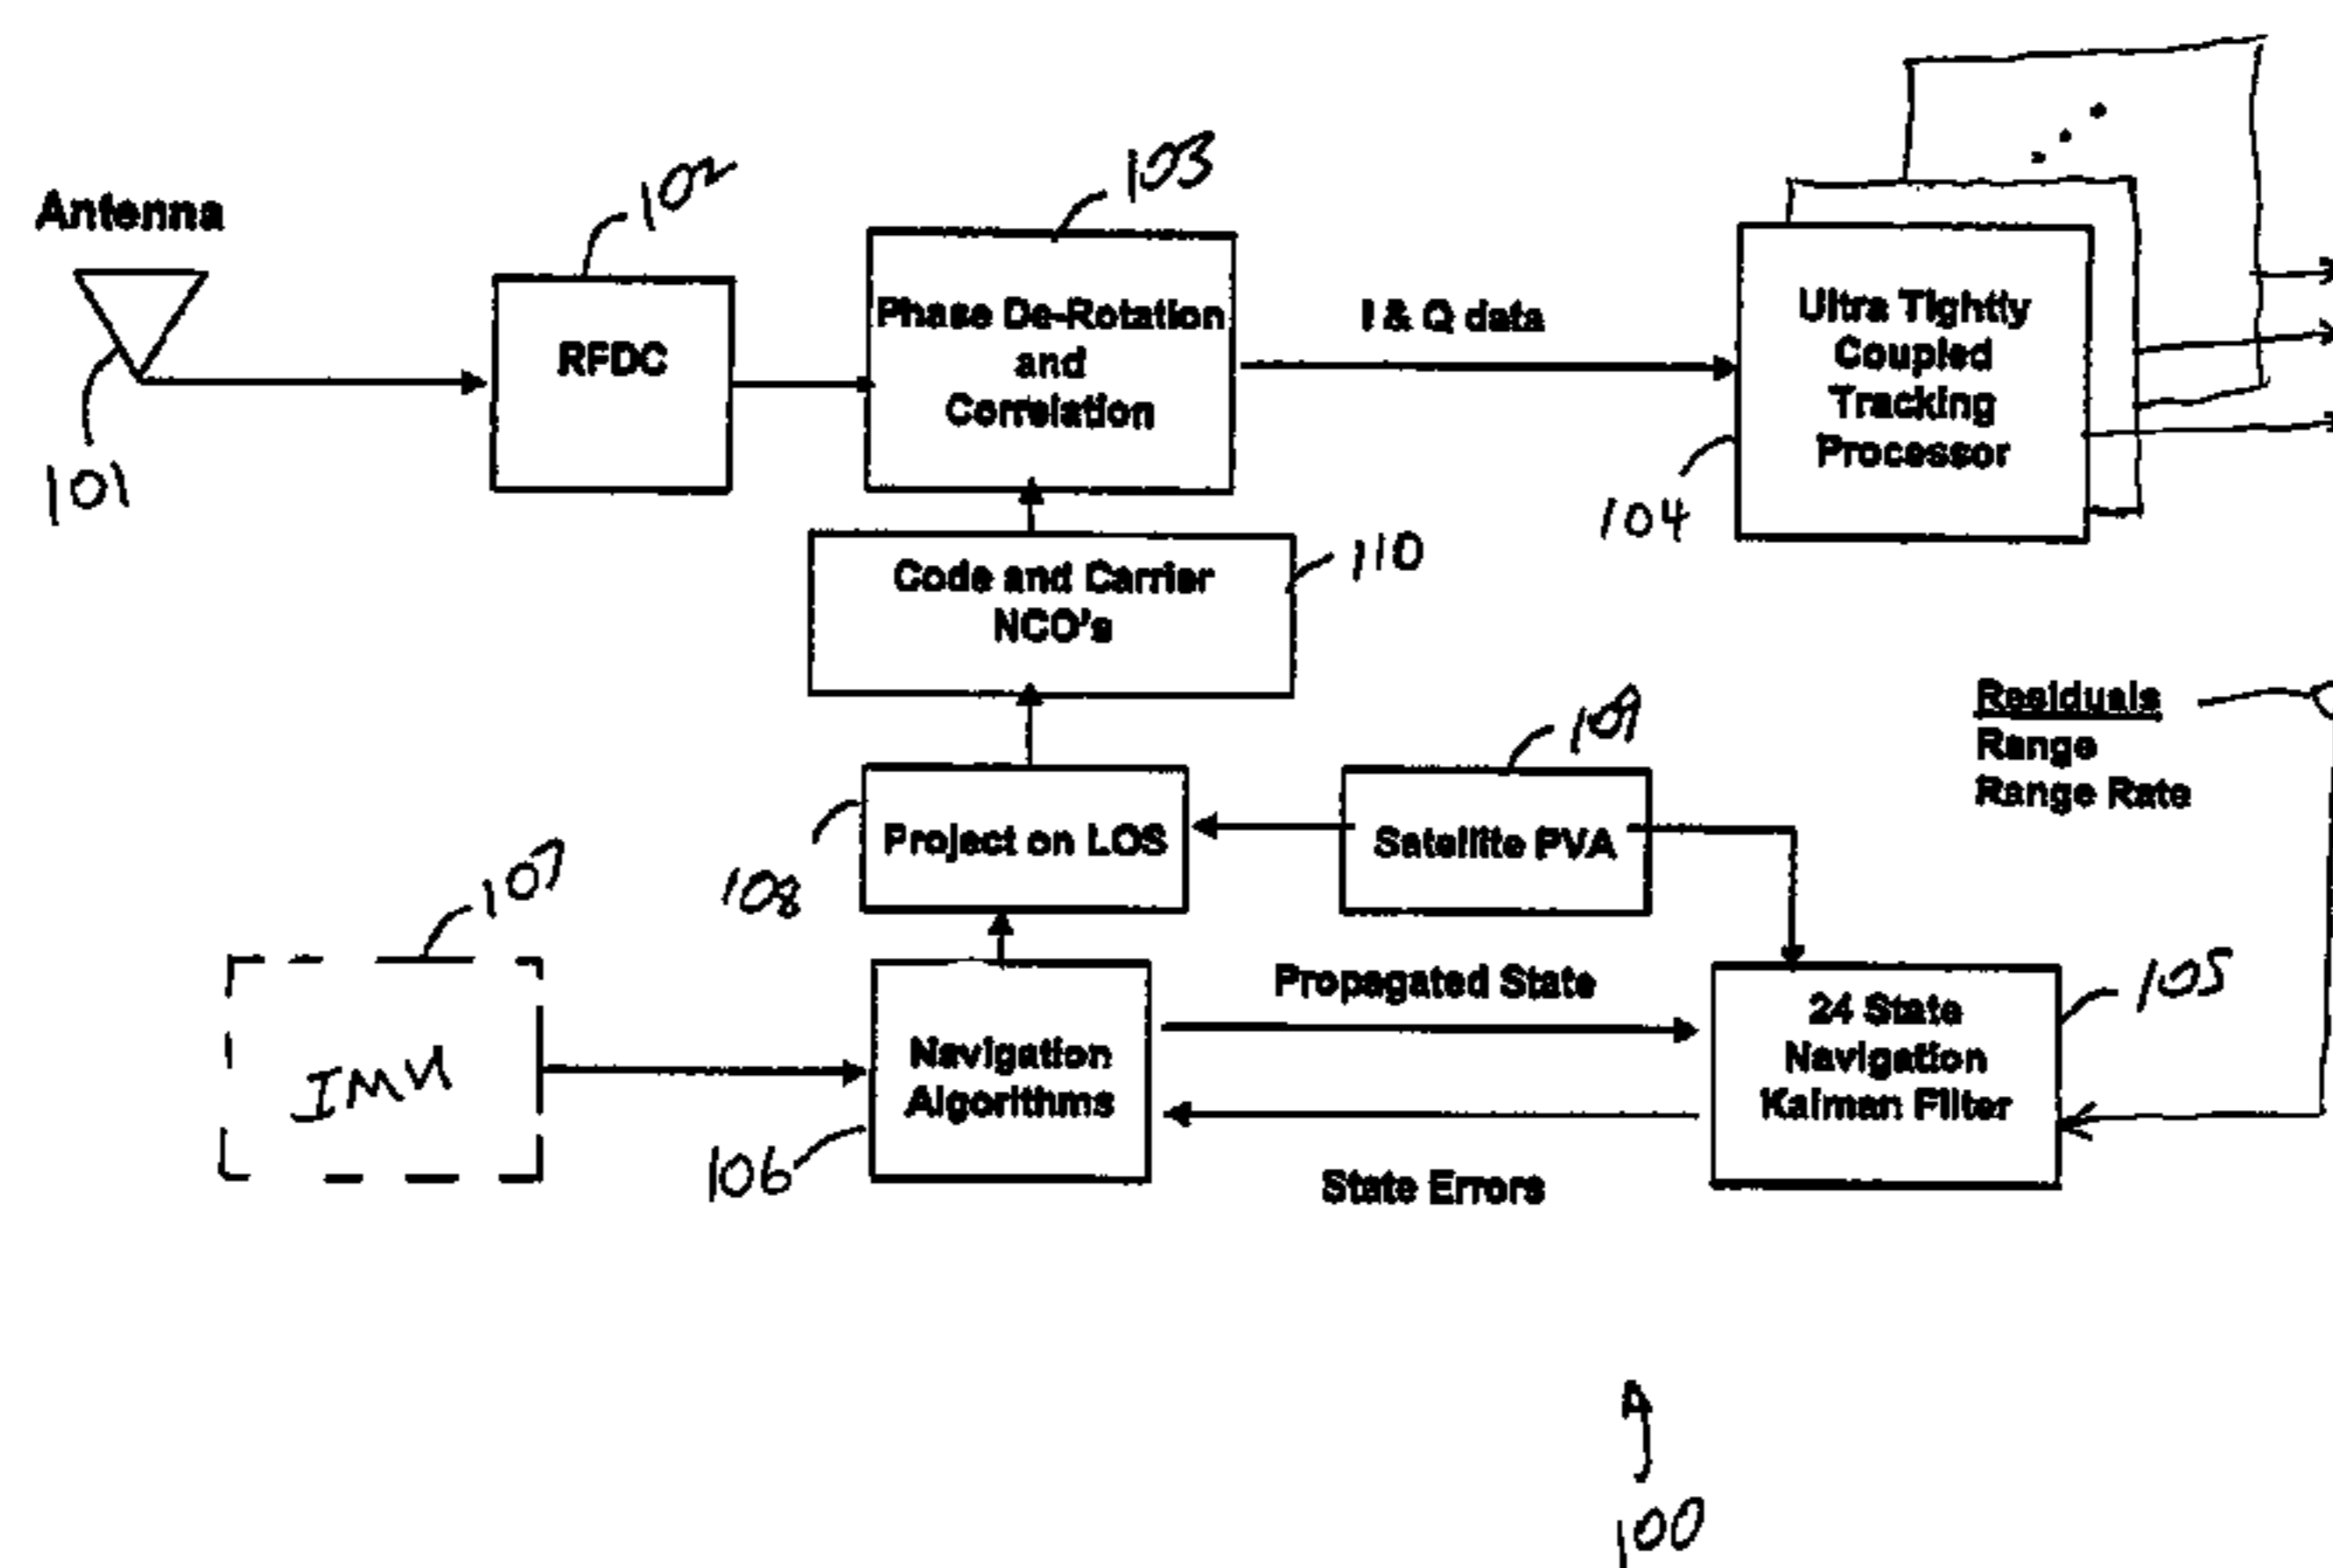 Antenna
101
102
RFDC
103
Phase De-Rotation
and
Correlation
I & Q data
Ultra Tightly
Coupled
Tracking
Processor
104
Code and Carrier
NCO's
110
Residuals
Range
Range Rate
109
108
Project on LOS
Satellite PVA
107
IMU
Navigation
Algorithms
106
Propagated State
State Errors
24 State
Navigation
Kalman Filter
105
100